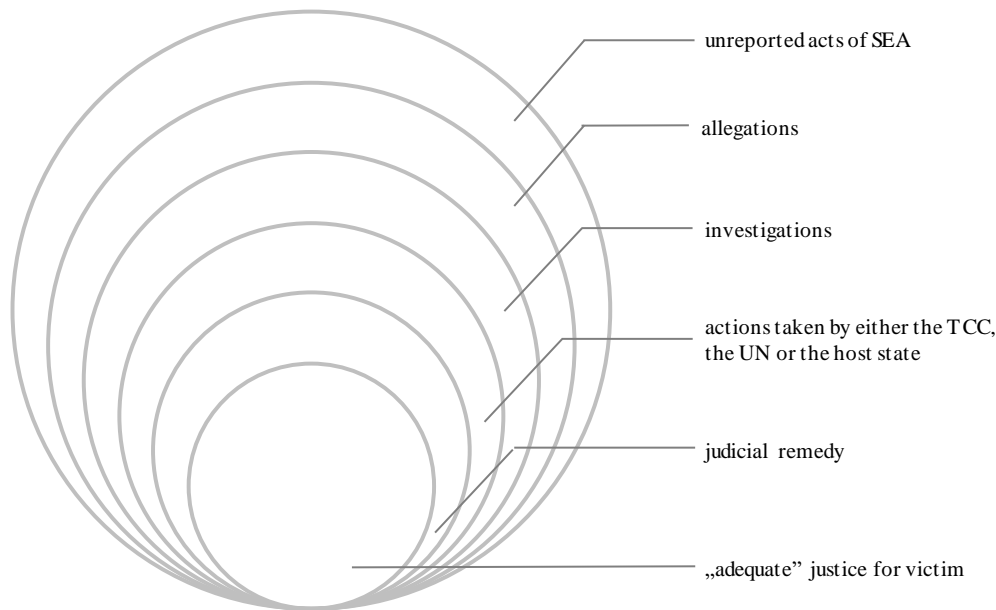 unreported acts of SEA
allegations
investigations
actions taken by either the TCC,
the UN or the host state
judicial remedy
„adequate” justice for victim